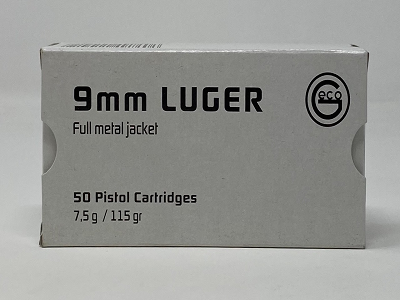 9mm LUGER
Geco
Full metal jacket
50 Pistol Cartridges
7,5 g / 115 gr